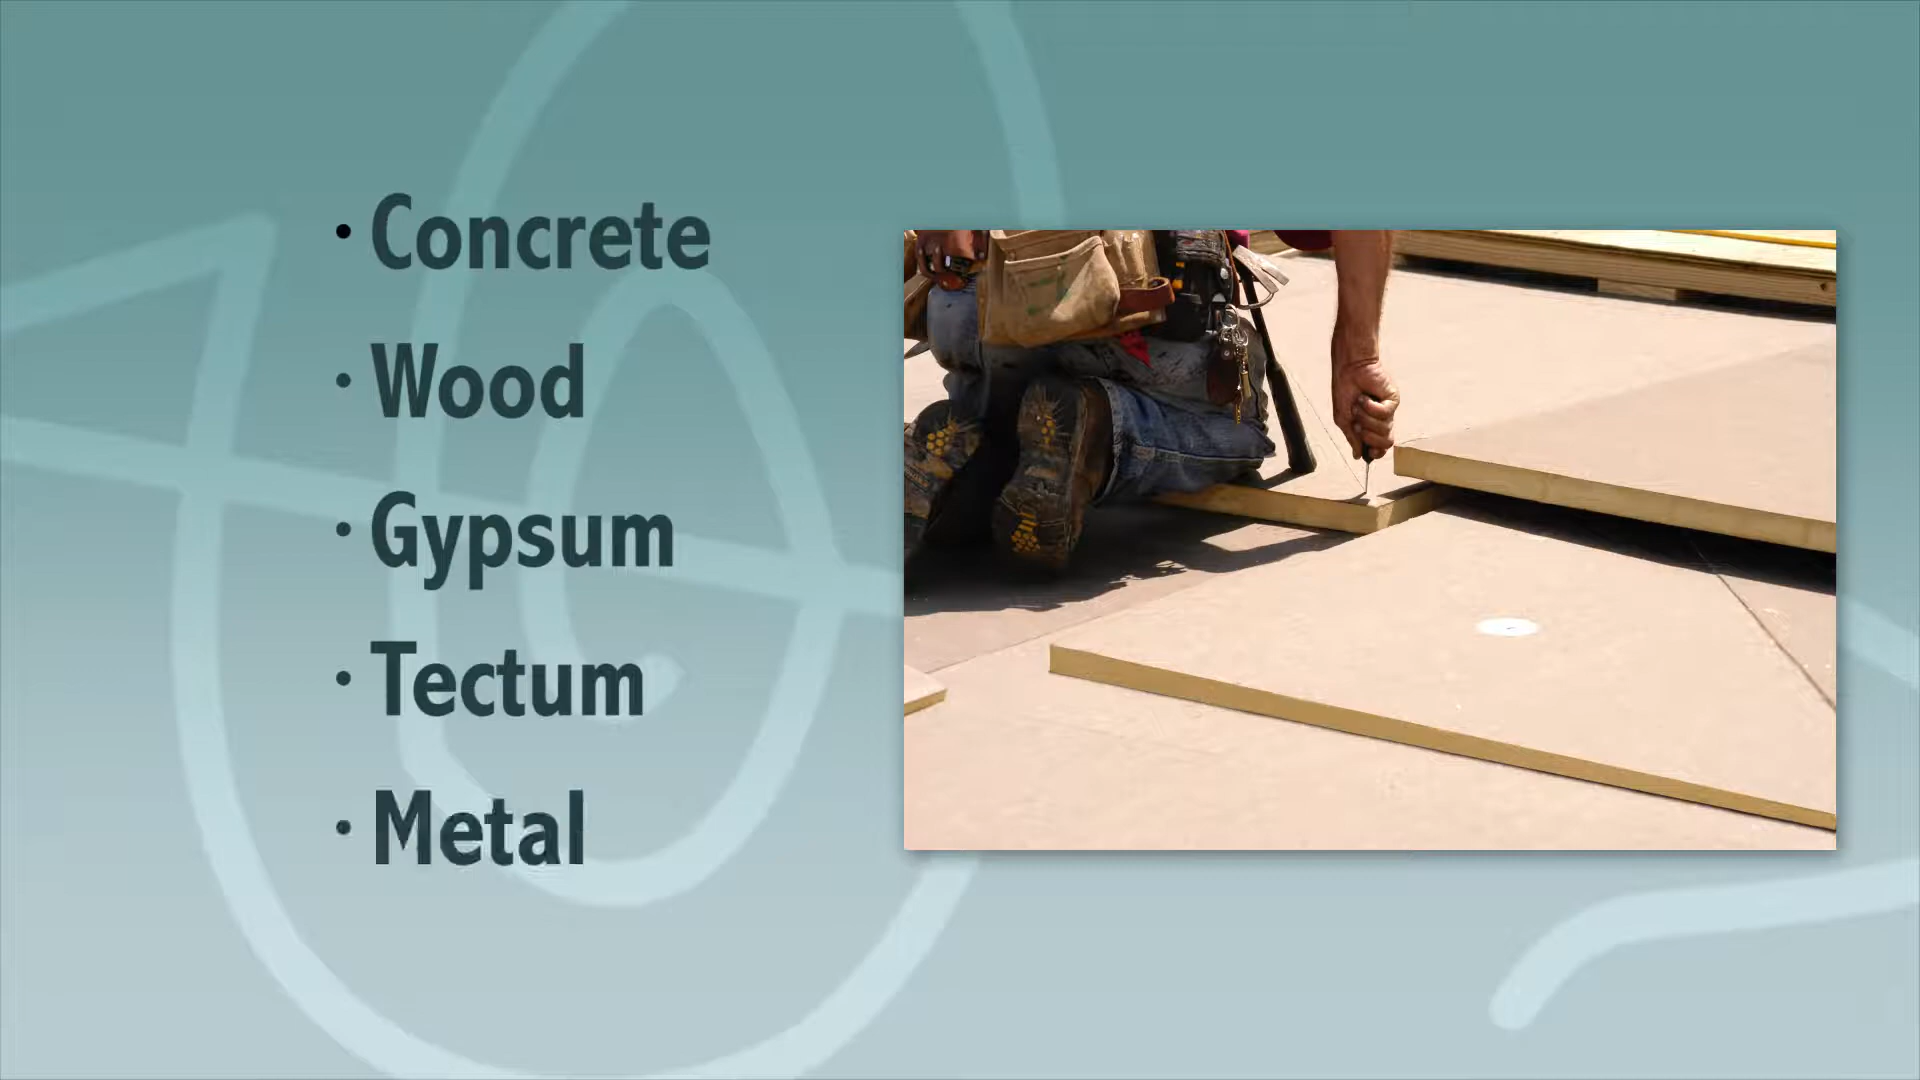 • Concrete
• Wood
• Gypsum
• Tectum
• Metal